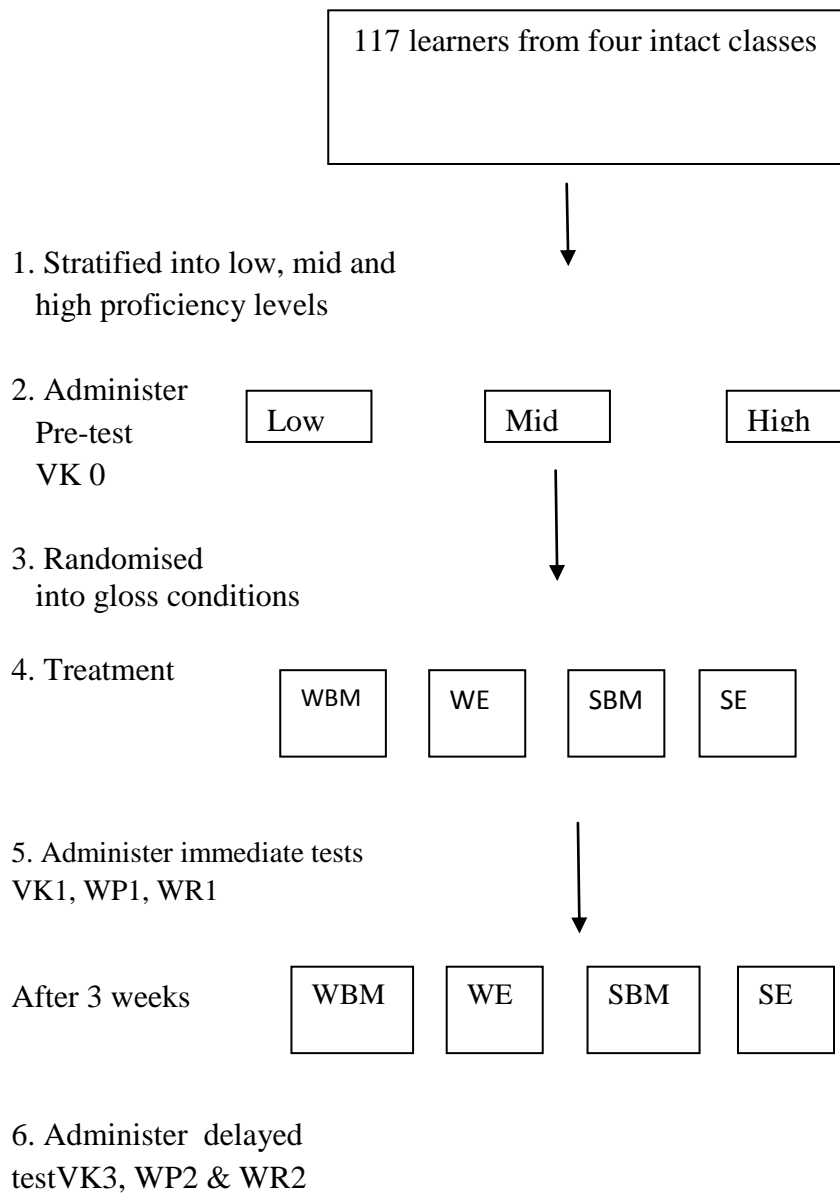 117 learners from four intact classes
1. Stratified into low, mid and
high proficiency levels
2. Administer
Pre-test
VK 0
Low
Mid
High
3. Randomised
into gloss conditions
4. Treatment
WBM
WE
SBM
SE
5. Administer immediate tests
VK1, WP1, WR1
After 3 weeks
WBM
WE
SBM
SE
6. Administer delayed
testVK3, WP2 & WR2